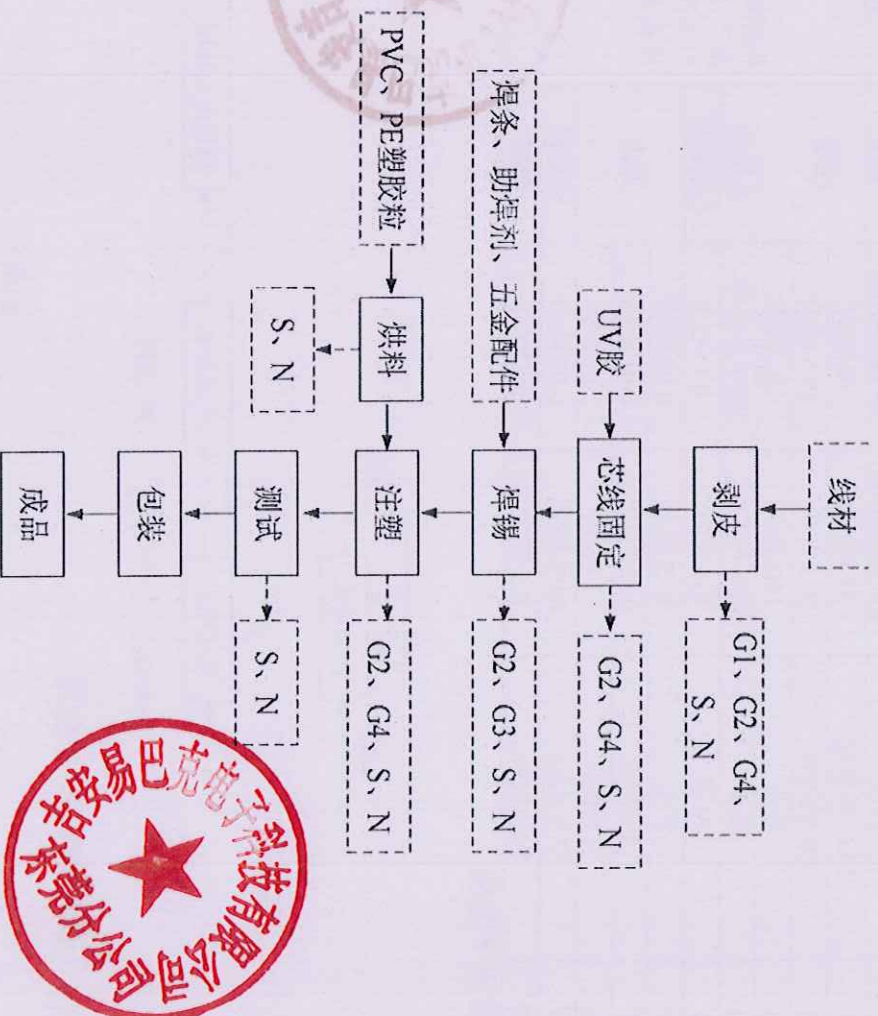 线材
剥皮
G1、G2、G4、
S、N
UV胶
芯线固定
G2、G4、S、N
焊条、助焊剂、五金配件
焊锡
G2、G3、S、N
PVC、PE塑胶粒
烘料
S、N
注塑
G2、G4、S、N
测试
S、N
包装
成品
吉安易巴克电子科技有限公司
东莞分公司